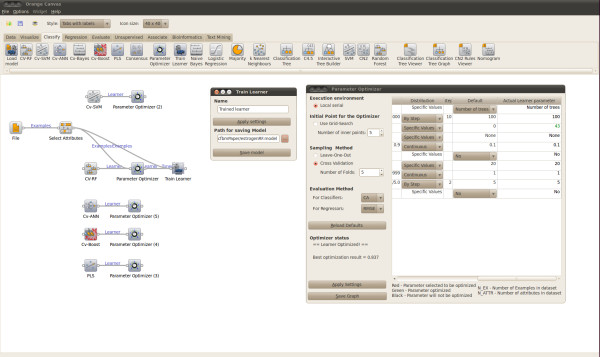 Orange Canvas
File Options Widget Help
Style: Tabs with labels Icon size: 48 x 48
Data Visualize Classify Regression Evaluate Unsupervised Associate Bioinformatics Text Mining
Load model CV-RF CV-SVM CV-ANN Cv-Bayes Cv-Boost PLS Consensus Parameter Optimizer Train Learner Naive Bayes Logistic Regression Majority k Nearest Neighbours Classification Tree C4.5 Interactive Tree Builder SVM CN2 Random Forest Classification Tree Viewer Classification Tree Graph CN2 Rules Viewer Nomogram
Cv-SVM Learner Parameter Optimizer (2)
File Examples Select Attributes
Examples Examples
CV-RF Learner Parameter Optimizer Train Learner
Cv-ANN Learner Parameter Optimizer (5)
Cv-Boost Learner Parameter Optimizer (4)
PLS Learner Parameter Optimizer (3)
Train Learner
Name
Trained learner
Apply settings
Path for saving Model
Save model
Parameter Optimizer
Execution environment
Local serial
Initial Point for the Optimizer
Use Grid-Search
Number of inner points: 5
Sampling Method
Leave-One-Out
Cross Validation
Number of Folds: 5
Evaluation Method
For Classifiers: CA
For Regressors: RMSE
Reload Defaults
Optimizer status
== Learner Optimized! ==
Best optimization result = 0.837
Apply Settings
Save Graph
Distribution Default Actual Learner parameter
Specific Values Number of trees Number of trees
000 By Step 10 100 100
Specific Values 43
Specific Values None None
0.9 Continuous 0.1 0.1
Specific Values No No
Continuous 1 1
By Step 2 5 5
Specific Values No No
Red - Parameter selected to be optimized
Green - Parameter optimized
Black - Parameter will not be optimized
N_EX - Number of Examples in dataset
N_ATTR - Number of attributes in dataset